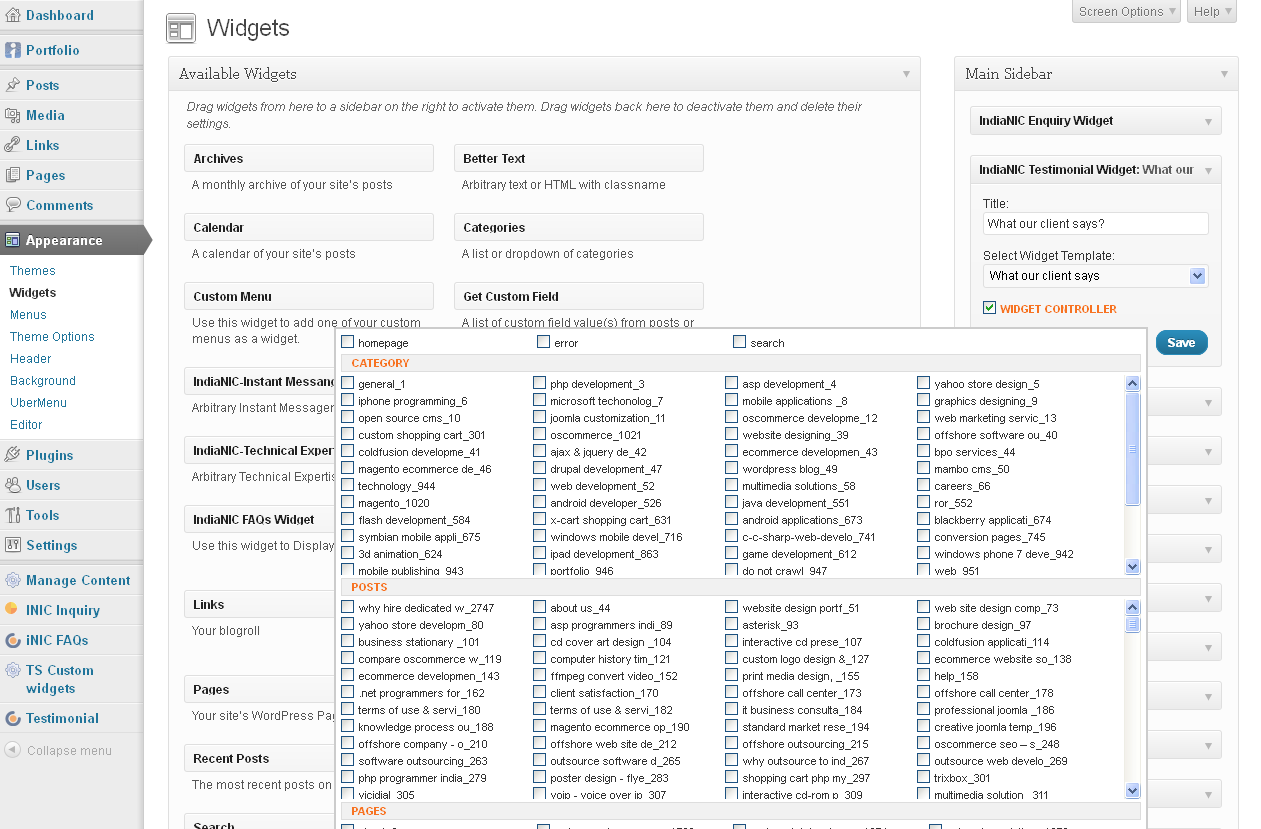 Dashboard
Portfolio
Posts
Media
Links
Pages
Comments
Appearance
Themes
Widgets
Menus
Theme Options
Header
Background
UberMenu
Editor
Plugins
Users
Tools
Settings
Manage Content
INIC Inquiry
iNIC FAQs
TS Custom
widgets
Testimonial
Collapse menu
Screen Options
Help
Widgets
Available Widgets
Drag widgets from here to a sidebar on the right to activate them. Drag widgets back here to deactivate them and delete their
settings.
Archives
A monthly archive of your site's posts
Better Text
Arbitrary text or HTML with classname
Calendar
A calendar of your site's posts
Categories
A list or dropdown of categories
Custom Menu
Use this widget to add one of your custom
menus as a widget.
Get Custom Field
A list of custom field value(s) from posts or
IndiaNIC-Instant Messan
Arbitrary Instant Messager
IndiaNIC-Technical Exper
Arbitrary Technical Expertis
IndiaNIC FAQs Widget
Use this widget to Display
Links
Your blogroll
Pages
Your site's WordPress Pa
Recent Posts
The most recent posts on
Search
Main Sidebar
IndiaNIC Enquiry Widget
IndiaNIC Testimonial Widget: What our
Title:
What our client says?
Select Widget Template:
What our client says
WIDGET CONTROLLER
Save
homepage error search
CATEGORY
general_1 php development_3 asp development_4 yahoo store design_5
iphone programming_6 microsoft techonolog_7 mobile applications _8 graphics designing_9
open source cms_10 joomla customization_11 oscommerce developme_12 web marketing servic_13
custom shopping cart_301 oscommerce_1021 website designing_39 offshore software ou_40
coldfusion developme_41 ajax & jquery de_42 ecommerce developmen_43 bpo services_44
magento ecommerce de_46 drupal development_47 wordpress blog_49 mambo cms_50
technology_944 web development_52 multimedia solutions_58 careers_66
magento_1020 android developer_526 java development_551 ror_552
flash development_584 x-cart shopping cart_631 android applications_673 blackberry applicati_674
symbian mobile appli_675 windows mobile devel_716 c-c-sharp-web-develo_741 conversion pages_745
3d animation_624 ipad development_863 game development_612 windows phone 7 deve_942
mobile publishing_943 portfolio_946 do not crawl_947 web_951
POSTS
why hire dedicated w_2747 about us_44 website design portf_51 web site design comp_73
yahoo store developm_80 asp programmers indi_89 asterisk_93 brochure design_97
business stationary _101 cd cover art design _104 interactive cd prese_107 coldfusion applicati_114
compare oscommerce w_119 computer history tim_121 custom logo design &_127 ecommerce website so_138
ecommerce developmen_143 ffmpeg convert video_152 print media design, _155 help_158
.net programmers for_162 client satisfaction_170 offshore call center_173 offshore call center_178
terms of use & servi_180 terms of use & servi_182 it business consulta_184 professional joomla _186
knowledge process ou_188 magento ecommerce op_190 standard market rese_194 creative joomla temp_196
offshore company - o_210 offshore web site de_212 offshore outsourcing_215 oscommerce seo – s_248
software outsourcing_263 outsource software d_265 why outsource to ind_267 outsource web develo_269
php programmer india_279 poster design - flye_283 shopping cart php my_297 trixbox_301
vicidial_305 voip - voice over ip_307 interactive cd-rom p_309 multimedia solution _311
PAGES